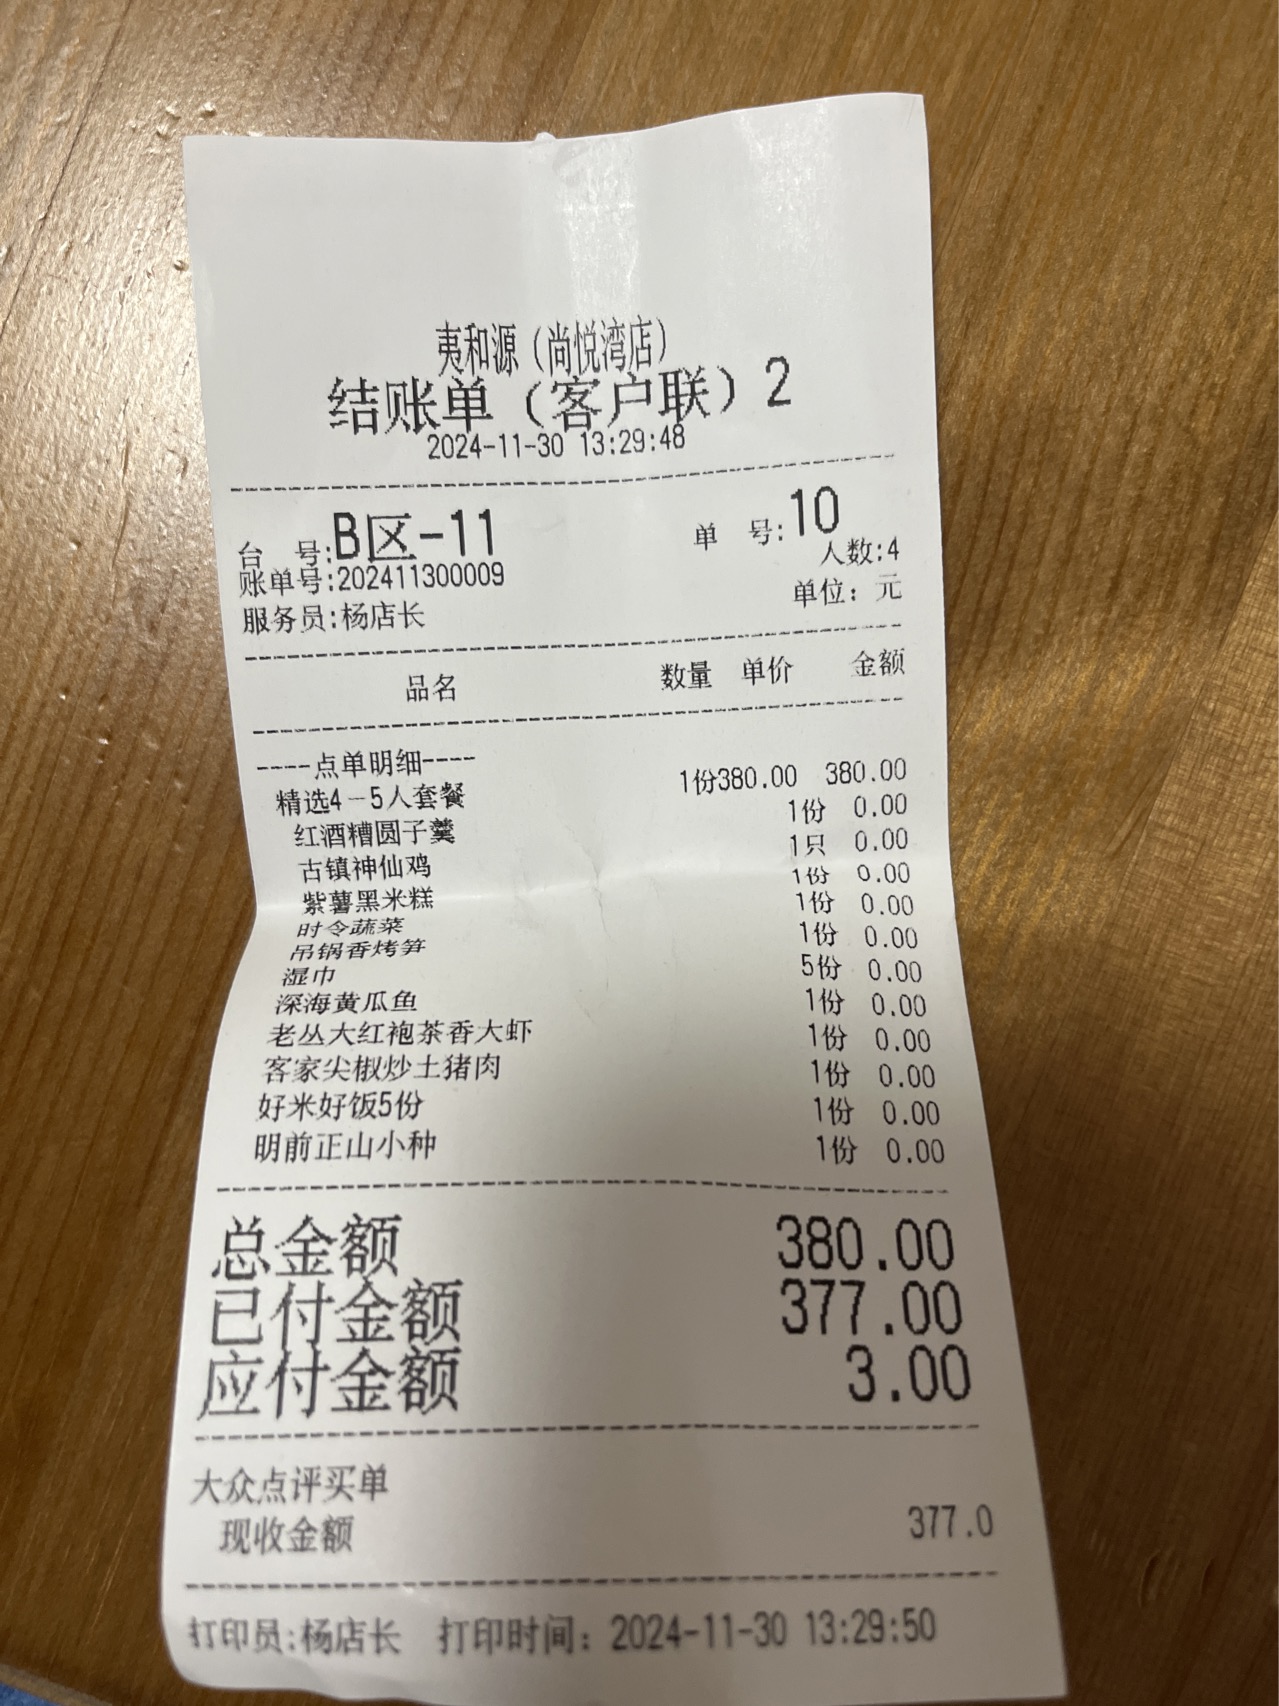 夷和源（尚悦湾店）
结账单（客户联）2
2024-11-30 13:29:48
台 号:B区-11 单 号:10
人数:4
账单号:202411300009
单位：元
服务员:杨店长
品名 数量 单价 金额
----点单明细----
精选4-5人套餐 1份380.00 380.00
红酒糟圆子羹 1份 0.00
古镇神仙鸡 1只 0.00
紫薯黑米糕 1份 0.00
时令蔬菜 1份 0.00
吊锅香烤笋 1份 0.00
湿巾 5份 0.00
深海黄瓜鱼 1份 0.00
老丛大红袍茶香大虾 1份 0.00
客家尖椒炒土猪肉 1份 0.00
好米好饭5份 1份 0.00
明前正山小种 1份 0.00
总金额 380.00
已付金额 377.00
应付金额 3.00
大众点评买单
现收金额 377.0
打印员:杨店长 打印时间：2024-11-30 13:29:50